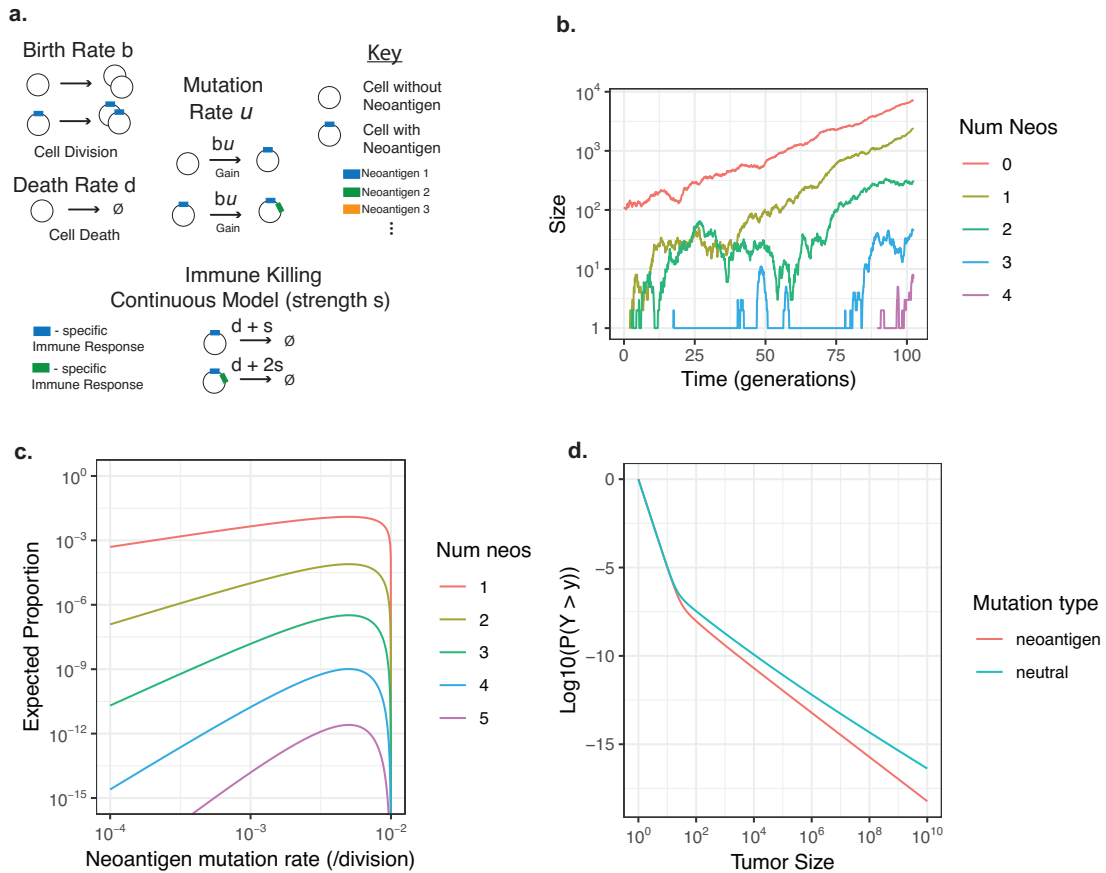 a.
Birth Rate b
Cell Division
Death Rate d
Ø
Cell Death
Mutation
Rate u
bu
Gain
bu
Gain
Key
Cell without
Neoantigen
Cell with
Neoantigen
Neoantigen 1
Neoantigen 2
Neoantigen 3
⋮
Immune Killing
Continuous Model (strength s)
- specific
Immune Response
- specific
Immune Response
d + s
Ø
d + 2s
Ø
b.
Size
10^4
10^3
10^2
10^1
1
0
25
50
75
100
Time (generations)
Num Neos
0
1
2
3
4
c.
Expected Proportion
10^0
10^-3
10^-6
10^-9
10^-12
10^-15
10^-4
10^-3
10^-2
Neoantigen mutation rate (/division)
Num neos
1
2
3
4
5
d.
Log10(P(Y > y))
0
−5
−10
−15
10^0
10^2
10^4
10^6
10^8
10^10
Tumor Size
Mutation type
neoantigen
neutral